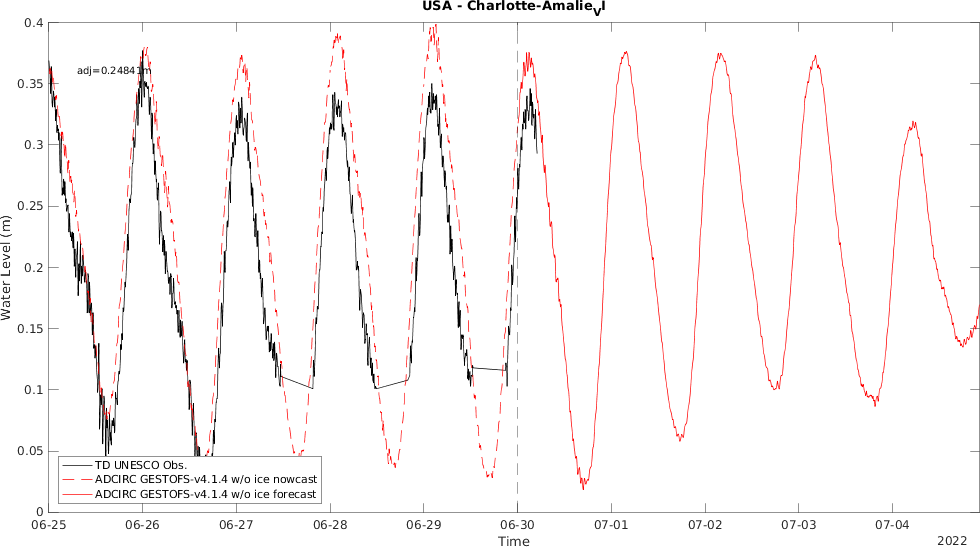 USA - Charlotte-Amalie_VI
0.4
adj=0.24841m
0.35
0.3
0.25
0.2
0.15
0.1
0.05
0
Water Level (m)
TD UNESCO Obs.
ADCIRC GESTOFS-v4.1.4 w/o ice nowcast
ADCIRC GESTOFS-v4.1.4 w/o ice forecast
06-25 06-26 06-27 06-28 06-29 06-30 07-01 07-02 07-03 07-04
Time
2022